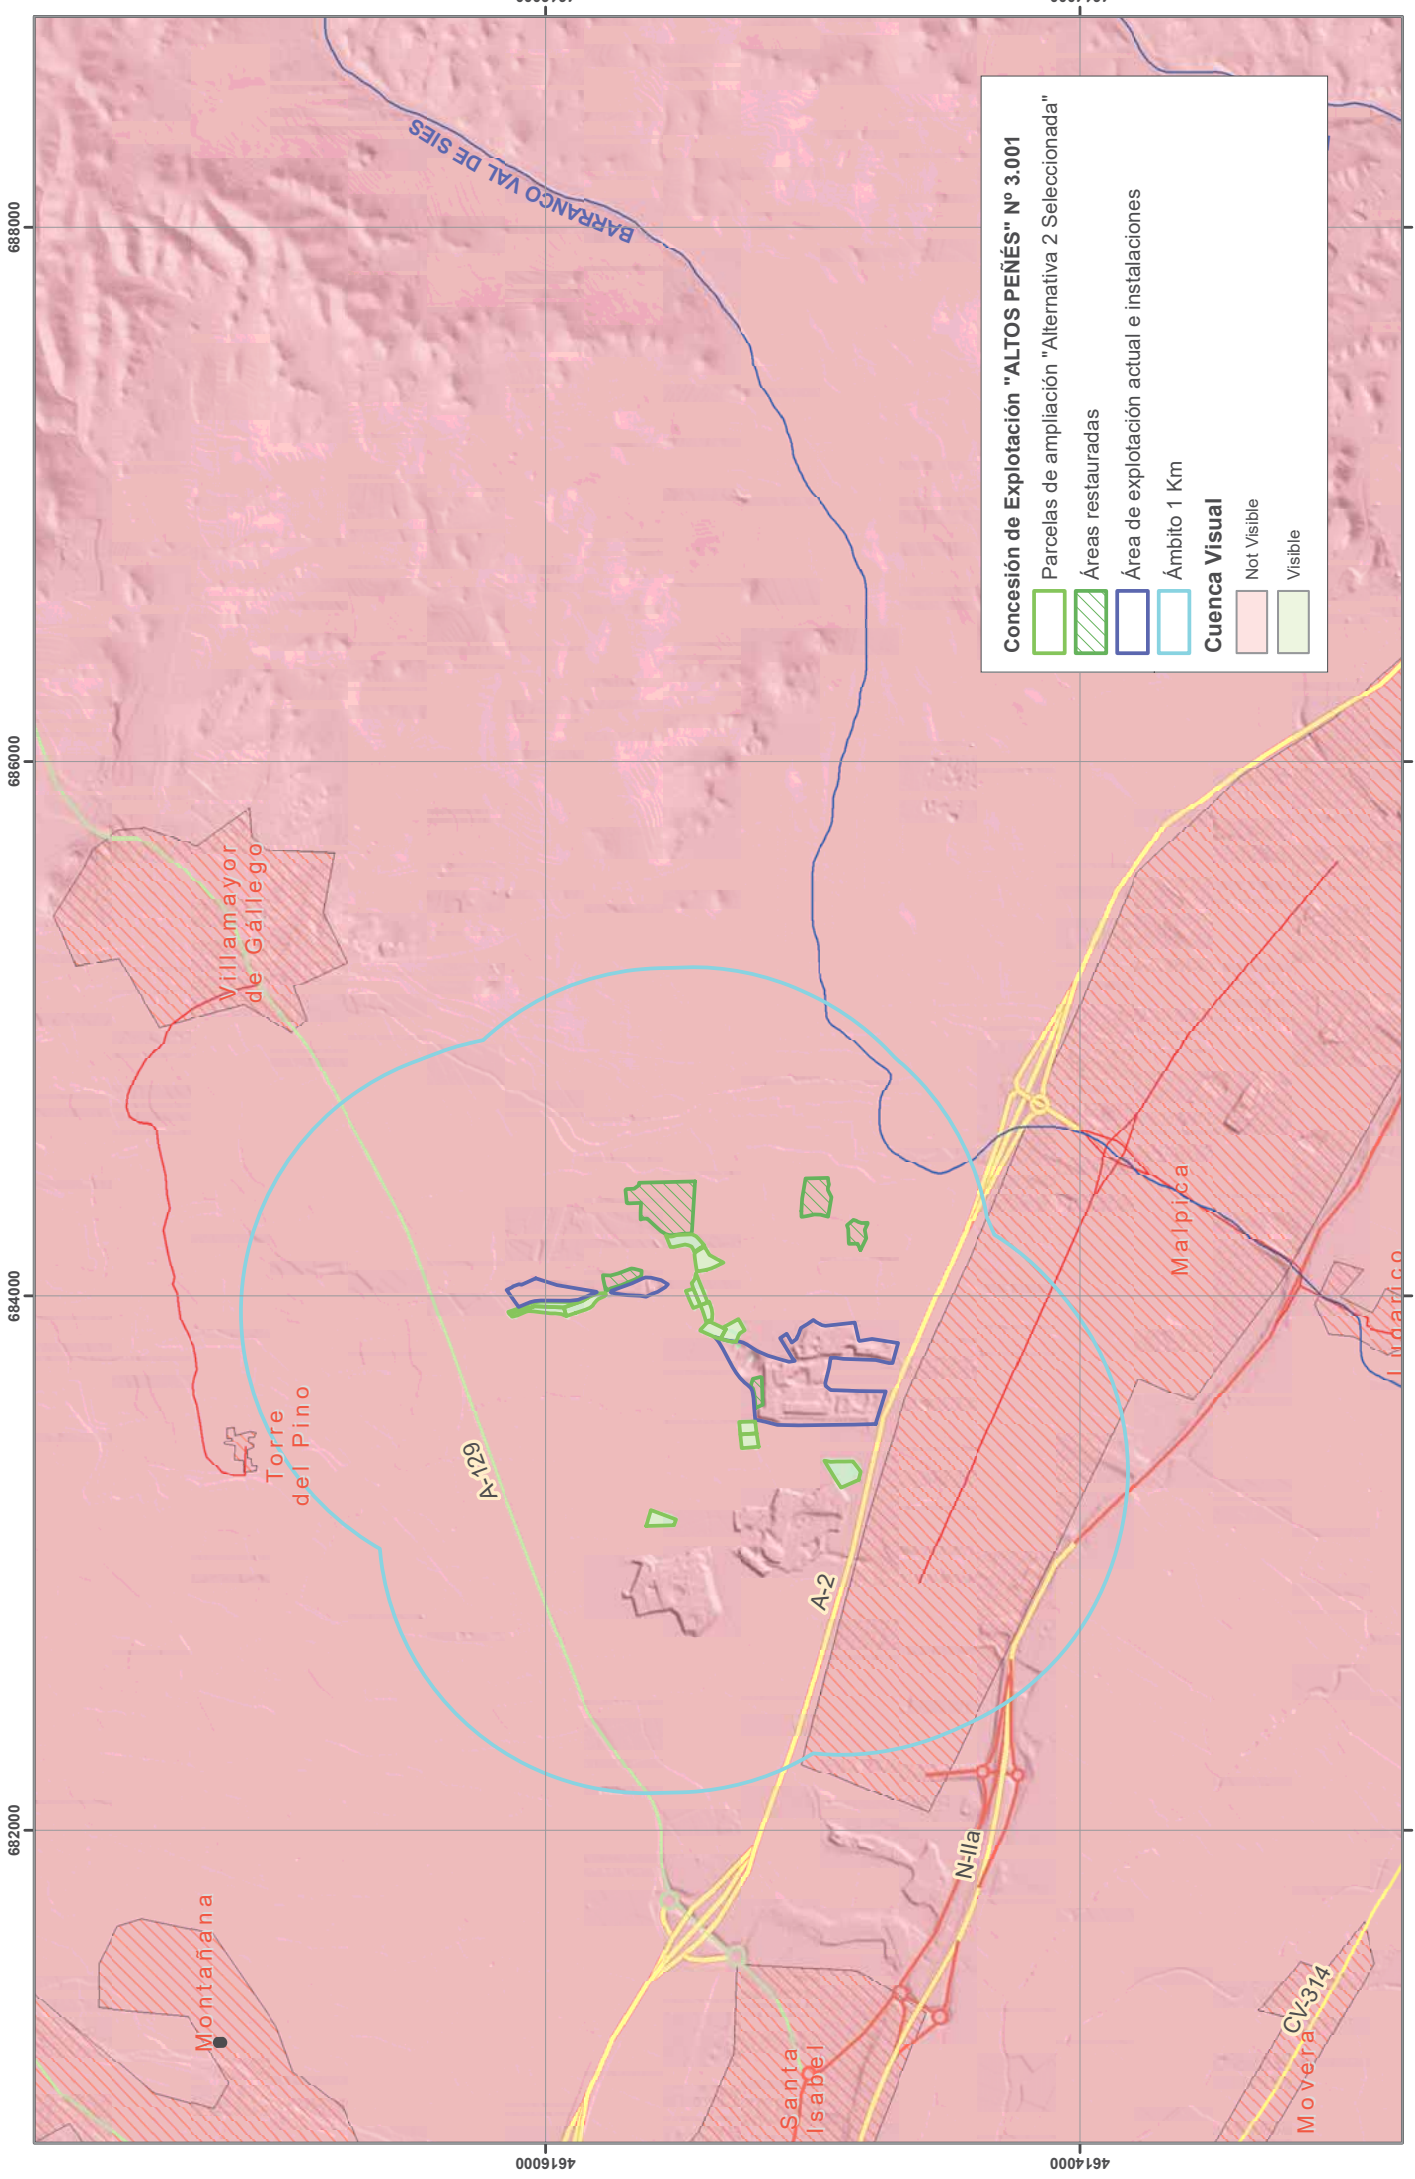 682000
684000
686000
688000
4616000
4614000
Montañana
Torre
del Pino
Villamayor
de Gállego
BARRANCO VAL DE SIES
A-129
A-2
N-IIa
Santa
Isabel
Malpica
Movera
CV-314
Lugarico
Concesión de Explotación "ALTOS PEÑÉS" Nº 3.001
Parcelas de ampliación "Alternativa 2 Seleccionada"
Áreas restauradas
Área de explotación actual e instalaciones
Ámbito 1 Km
Cuenca Visual
Not Visible
Visible